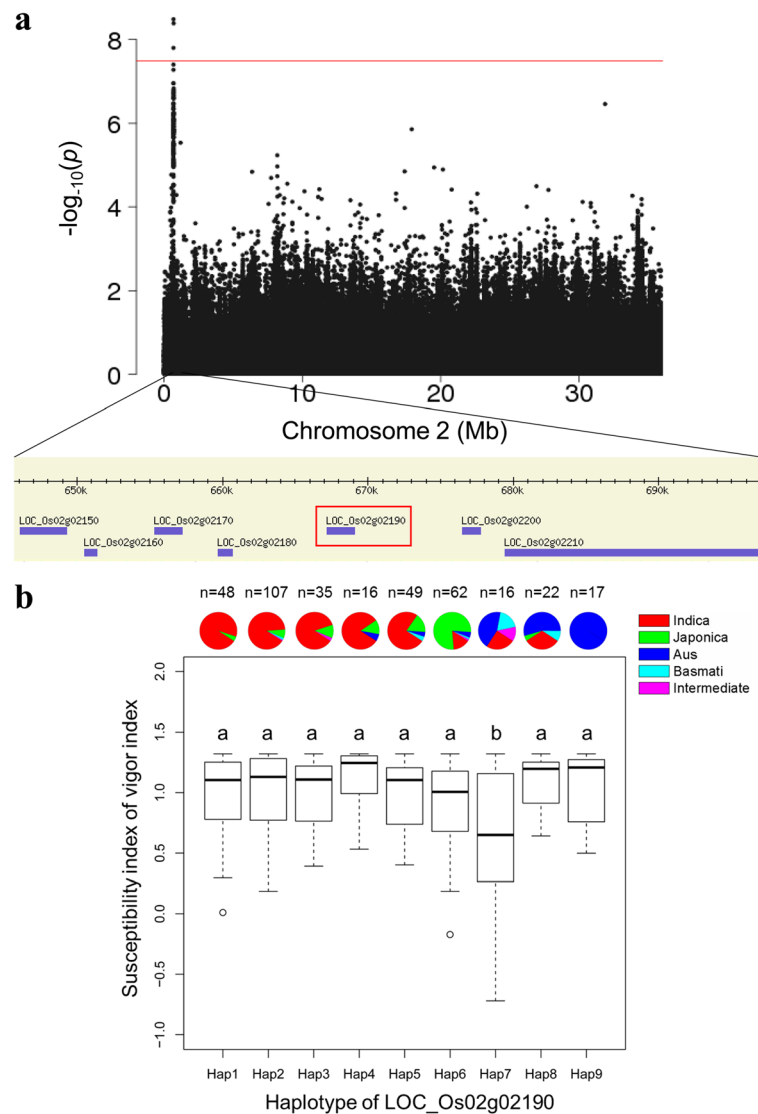 a
8
6
4
2
0
-log-10(p)
0 10 20 30
Chromosome 2 (Mb)
650k 660k 670k 680k 690k
LOC_Os02g02150 LOC_Os02g02170 LOC_Os02g02190 LOC_Os02g02200
LOC_Os02g02160 LOC_Os02g02180 LOC_Os02g02210
b
n=48 n=107 n=35 n=16 n=49 n=62 n=16 n=22 n=17
Indica
Japonica
Aus
Basmati
Intermediate
2.0
1.5
1.0
0.5
0.0
-0.5
-1.0
Susceptibility index of vigor index
a a a a a a b a a
Hap1 Hap2 Hap3 Hap4 Hap5 Hap6 Hap7 Hap8 Hap9
Haplotype of LOC_Os02g02190